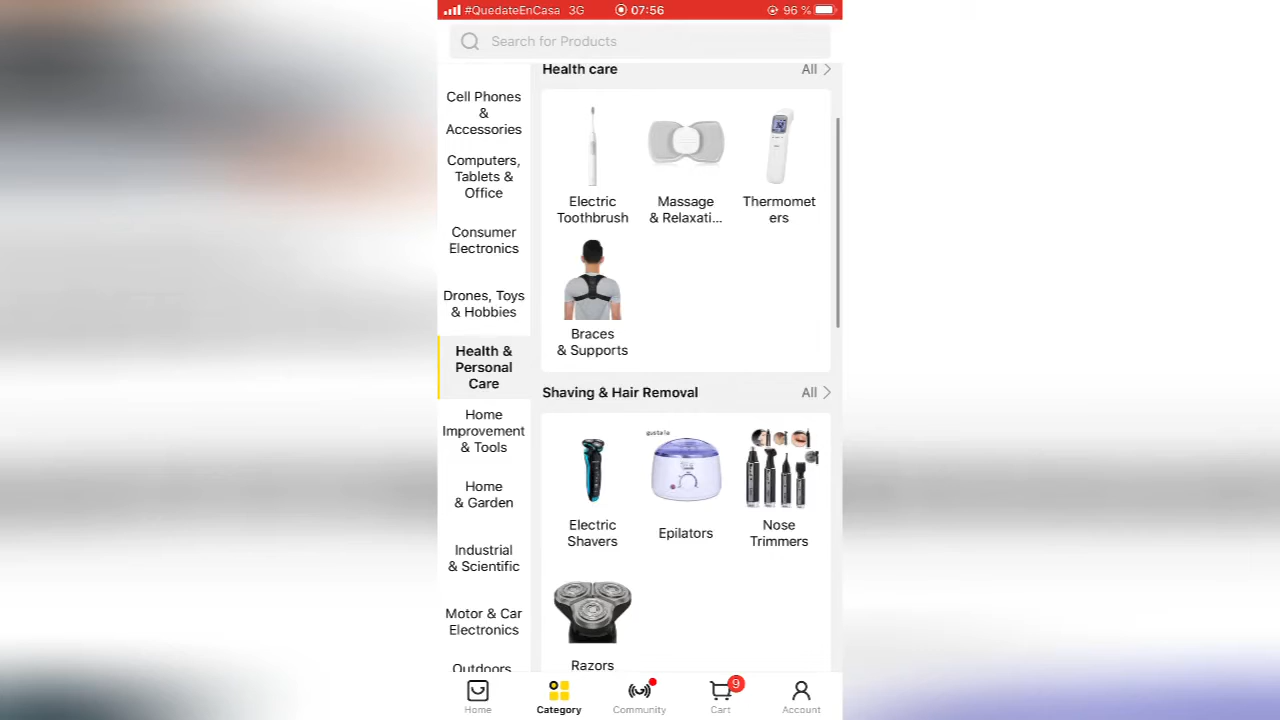 #QuedateEnCasa 3G 07:56 96 %
Search for Products
Cell Phones
&
Accessories
Computers,
Tablets &
Office
Consumer
Electronics
Drones, Toys
& Hobbies
Health &
Personal
Care
Home
Improvement
& Tools
Home
& Garden
Industrial
& Scientific
Motor & Car
Electronics
Outdoors
Health care All
Electric
Toothbrush
Massage
& Relaxati...
Thermomet
ers
Braces
& Supports
Shaving & Hair Removal All
gustala
Electric
Shavers
Epilators
Nose
Trimmers
Razors
Home
Category
Community
9
Cart
Account